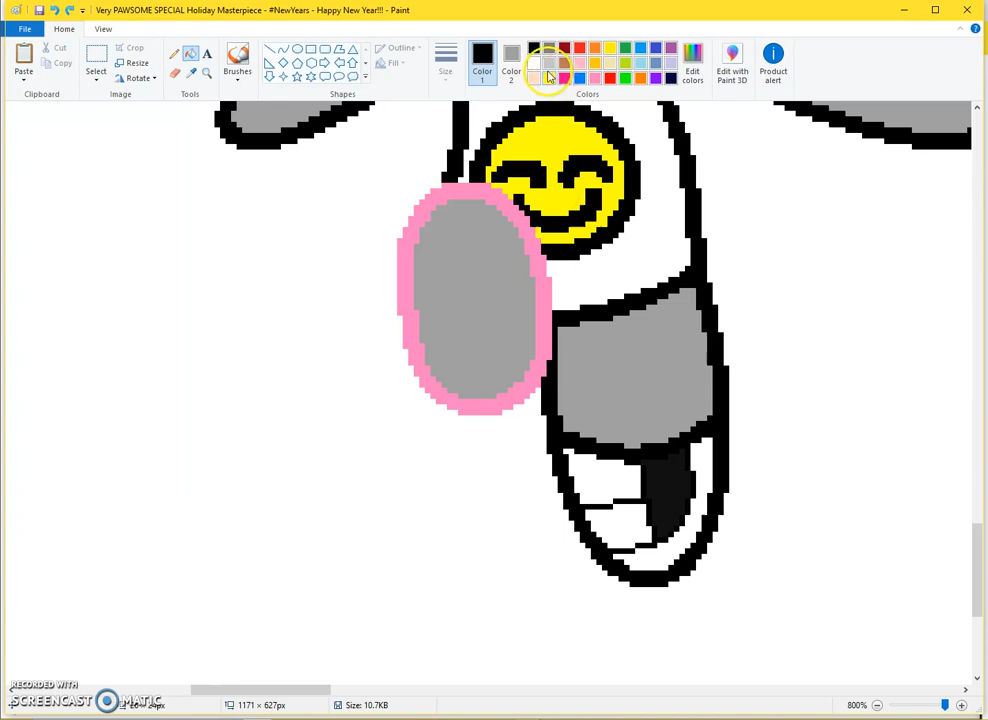 Very PAWSOME SPECIAL Holiday Masterpiece - #NewYears - Happy New Year!!! - Paint
File Home View
Paste Cut Copy Select Crop Resize Rotate A Brushes Outline Fill Size Color 1 Color 2 Edit colors Edit with Paint 3D Product alert
Clipboard Image Tools Shapes Colors
RECORDED WITH
SCREENCAST MATIC
1171 × 627px Size: 10.7KB 800%